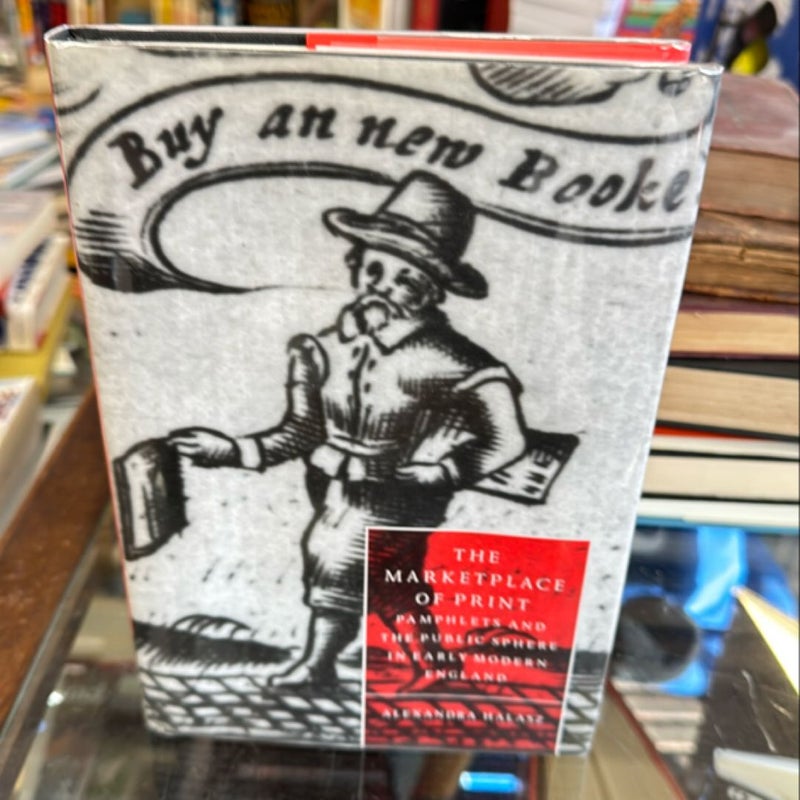 Buy an new Booke
THE
MARKETPLACE
OF PRINT
PAMPHLETS AND
THE PUBLIC SPHERE
IN EARLY MODERN
ENGLAND
ALEXANDRA HALASZ